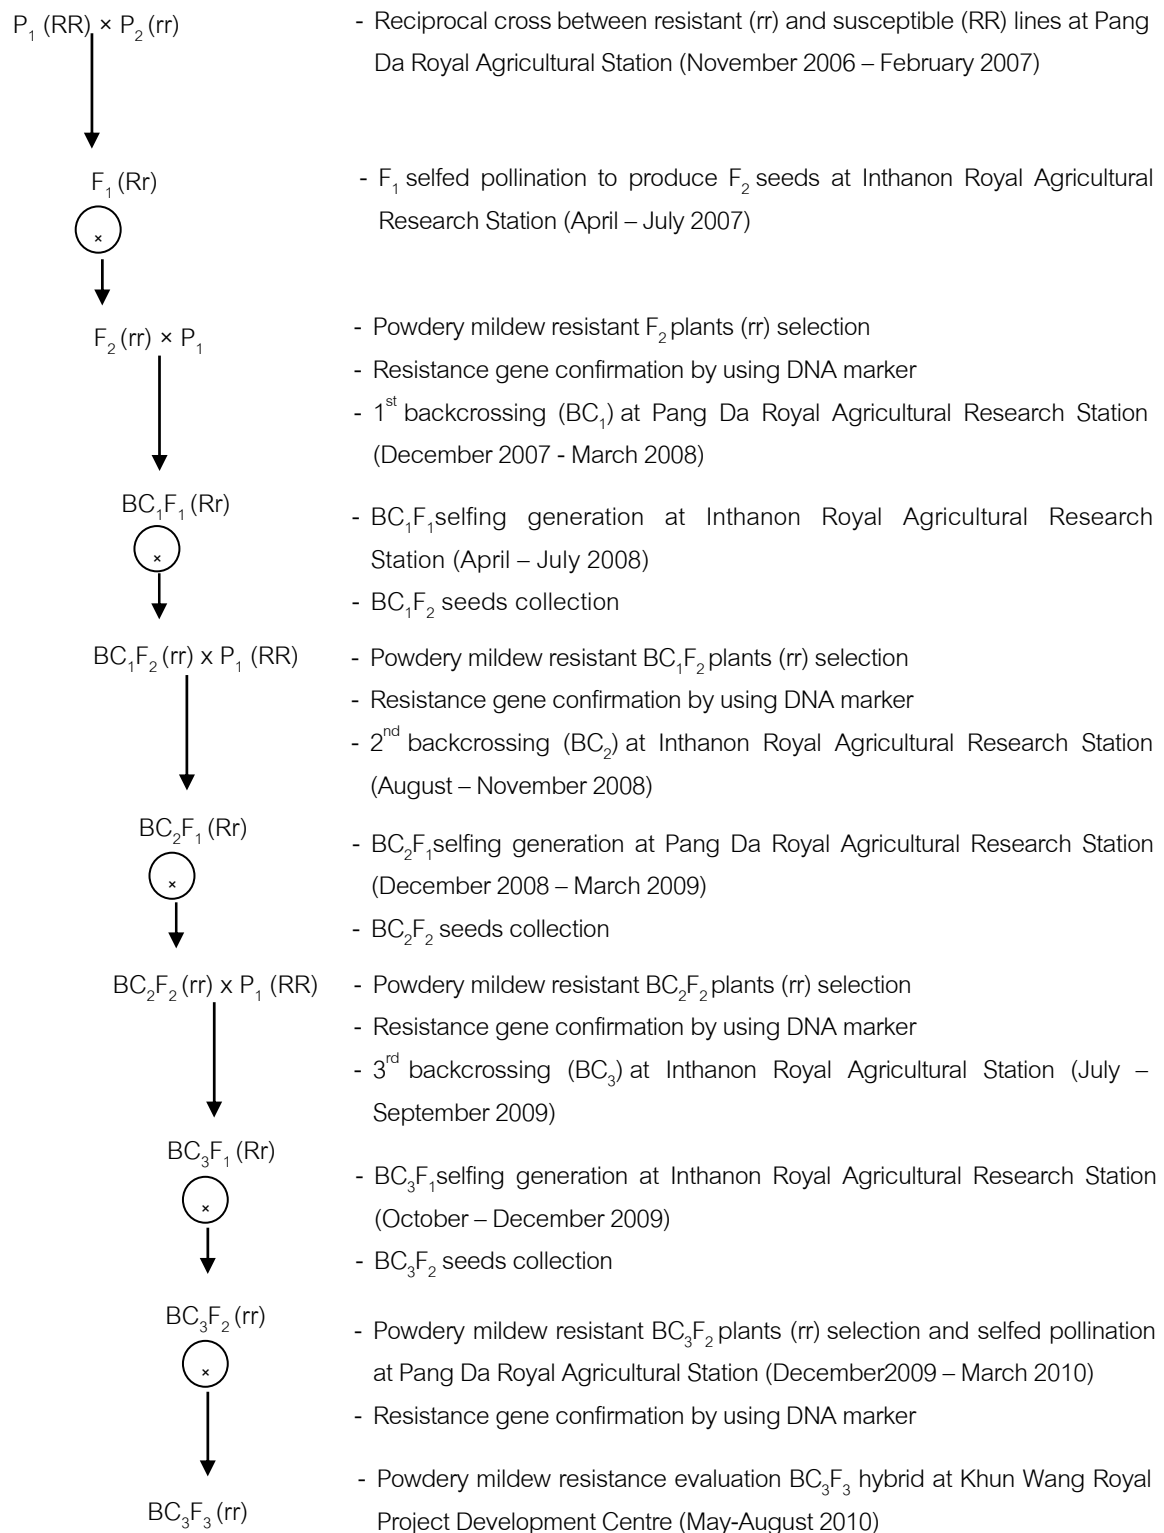 P₁ (RR) × P₂ (rr)
- Reciprocal cross between resistant (rr) and susceptible (RR) lines at Pang
Da Royal Agricultural Station (November 2006 – February 2007)
F₁ (Rr)
×
- F₁ selfed pollination to produce F₂ seeds at Inthanon Royal Agricultural
Research Station (April – July 2007)
F₂ (rr) × P₁
- Powdery mildew resistant F₂ plants (rr) selection
- Resistance gene confirmation by using DNA marker
- 1ˢᵗ backcrossing (BC₁) at Pang Da Royal Agricultural Research Station
(December 2007 - March 2008)
BC₁F₁ (Rr)
×
- BC₁F₁selfing generation at Inthanon Royal Agricultural Research
Station (April – July 2008)
- BC₁F₂ seeds collection
BC₁F₂ (rr) x P₁ (RR)
- Powdery mildew resistant BC₁F₂ plants (rr) selection
- Resistance gene confirmation by using DNA marker
- 2ⁿᵈ backcrossing (BC₂) at Inthanon Royal Agricultural Research Station
(August – November 2008)
BC₂F₁ (Rr)
×
- BC₂F₁selfing generation at Pang Da Royal Agricultural Research Station
(December 2008 – March 2009)
- BC₂F₂ seeds collection
BC₂F₂ (rr) x P₁ (RR)
- Powdery mildew resistant BC₂F₂ plants (rr) selection
- Resistance gene confirmation by using DNA marker
- 3ʳᵈ backcrossing (BC₃) at Inthanon Royal Agricultural Station (July –
September 2009)
BC₃F₁ (Rr)
×
- BC₃F₁selfing generation at Inthanon Royal Agricultural Research Station
(October – December 2009)
- BC₃F₂ seeds collection
BC₃F₂ (rr)
×
- Powdery mildew resistant BC₃F₂ plants (rr) selection and selfed pollination
at Pang Da Royal Agricultural Station (December2009 – March 2010)
- Resistance gene confirmation by using DNA marker
BC₃F₃ (rr)
- Powdery mildew resistance evaluation BC₃F₃ hybrid at Khun Wang Royal
Project Development Centre (May-August 2010)